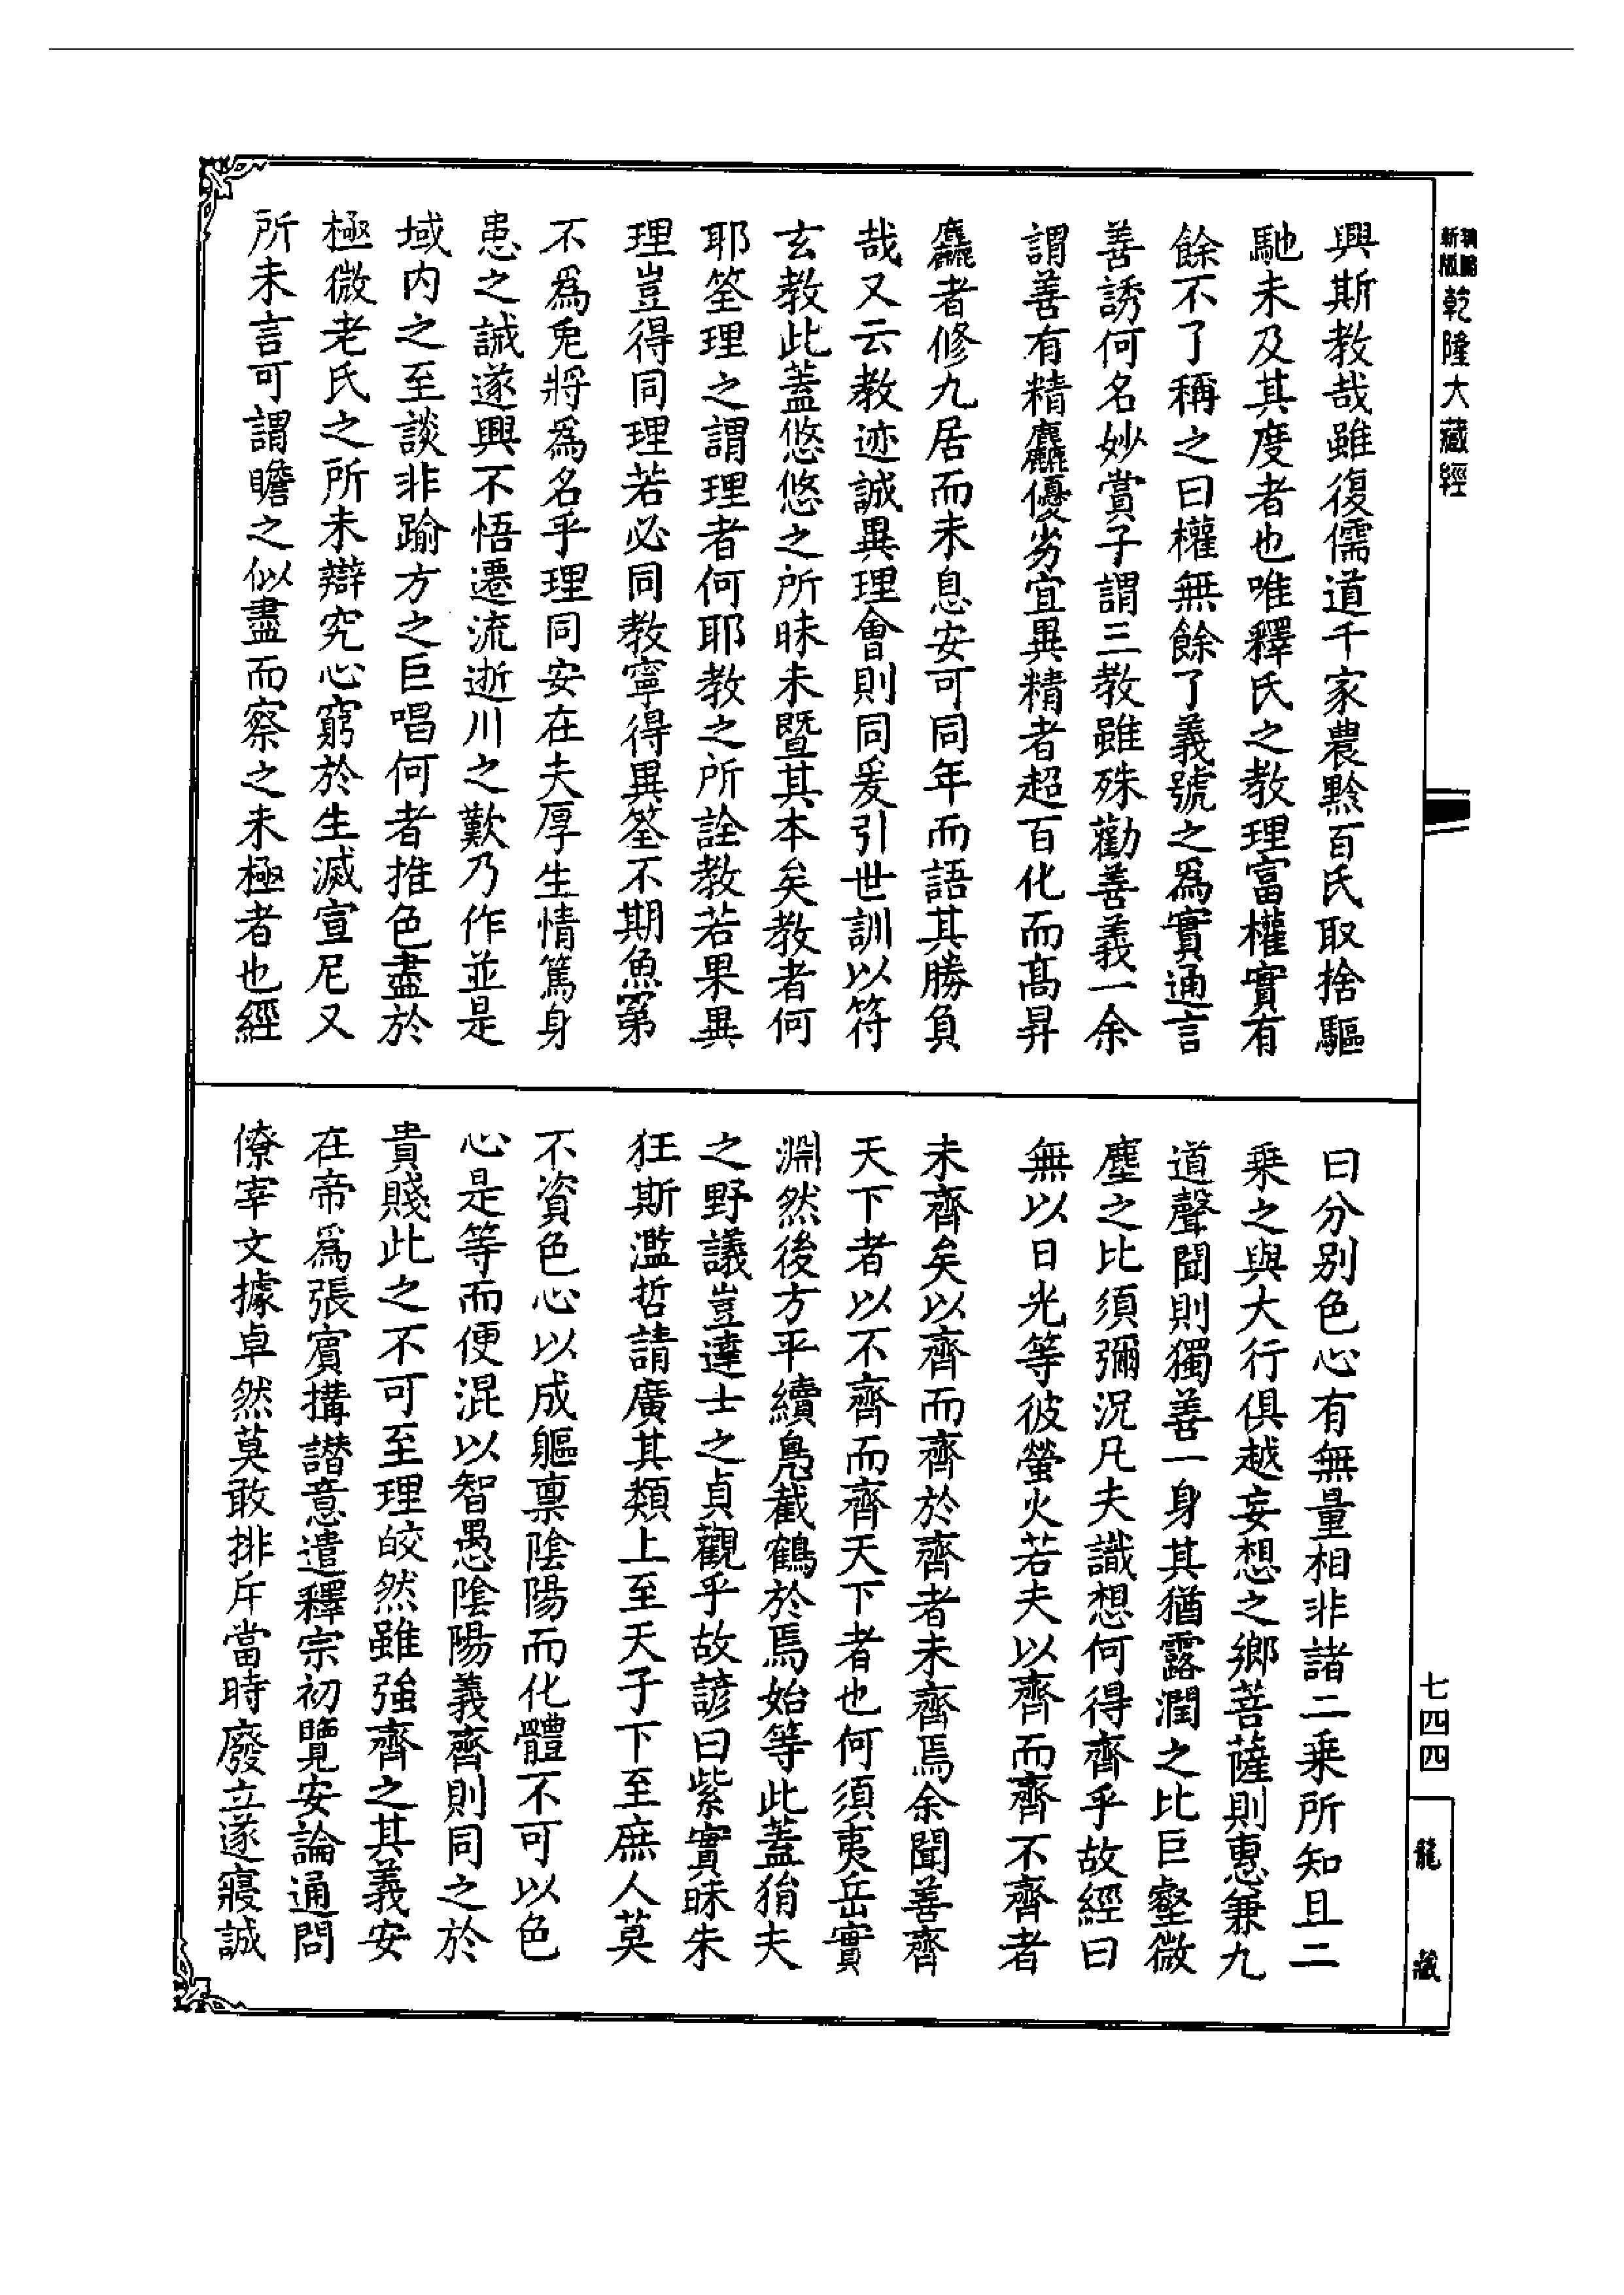 新版
精縮
乾隆大藏經
興斯教哉雖復儒道千家農黔百氏取捨驅
馳未及其度者也唯釋氏之教理富權實有
餘不了稱之曰權無餘了義號之爲實通言
善誘何名妙賞子謂三教雖殊勸善義一余
謂善有精麤優劣宜異精者超百化而高昇
麤者修九居而未息安可同年而語其勝負
哉又云教迹誠異理會則同爰引世訓以符
玄教此蓋悠悠之所昧未暨其本矣教者何
耶筌理之謂理者何耶教之所詮教若果異
理豈得同理若必同教寧得異筌不期魚第
不爲兎將爲名乎理同安在夫厚生情篤身
患之誡遂興不悟遷流逝川之歎乃作並是
域內之至談非踰方之巨唱何者推色盡於
極微老氏之所未辯究心窮於生滅宣尼又
所未言可謂瞻之似盡而察之未極者也經
曰分别色心有無量相非諸二乗所知且二
乗之與大行俱越妄想之鄉菩薩則惠兼九
道聲聞則獨善一身其猶露潤之比巨壑微
塵之比須彌況凡夫識想何得齊乎故經曰
無以日光等彼螢火若夫以齊而齊不齊者
未齊矣以齊而齊於齊者未齊焉余聞善齊
天下者以不齊而齊天下者也何須夷岳實
淵然後方平續鳧截鶴於焉始等此蓋猾夫
之野議豈達士之貞觀乎故諺曰紫實昧朱
狂斯濫哲請廣其類上至天子下至庶人莫
不資色心以成軀禀陰陽而化體不可以色
心是等而便混以智愚陰陽義齊則同之於
貴賤此之不可至理皎然雖強齊之其義安
在帝爲張賓搆譖意遣釋宗初覽安論通問
僚宰文據卓然莫敢排斥當時廢立遂寢誠
七四四
龍藏